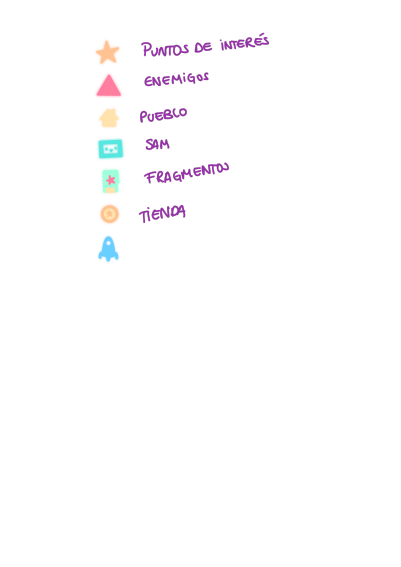 PUNTOS DE INTERÉS
ENEMIGOS
PUEBLO
SAM
FRAGMENTOS
TIENDA